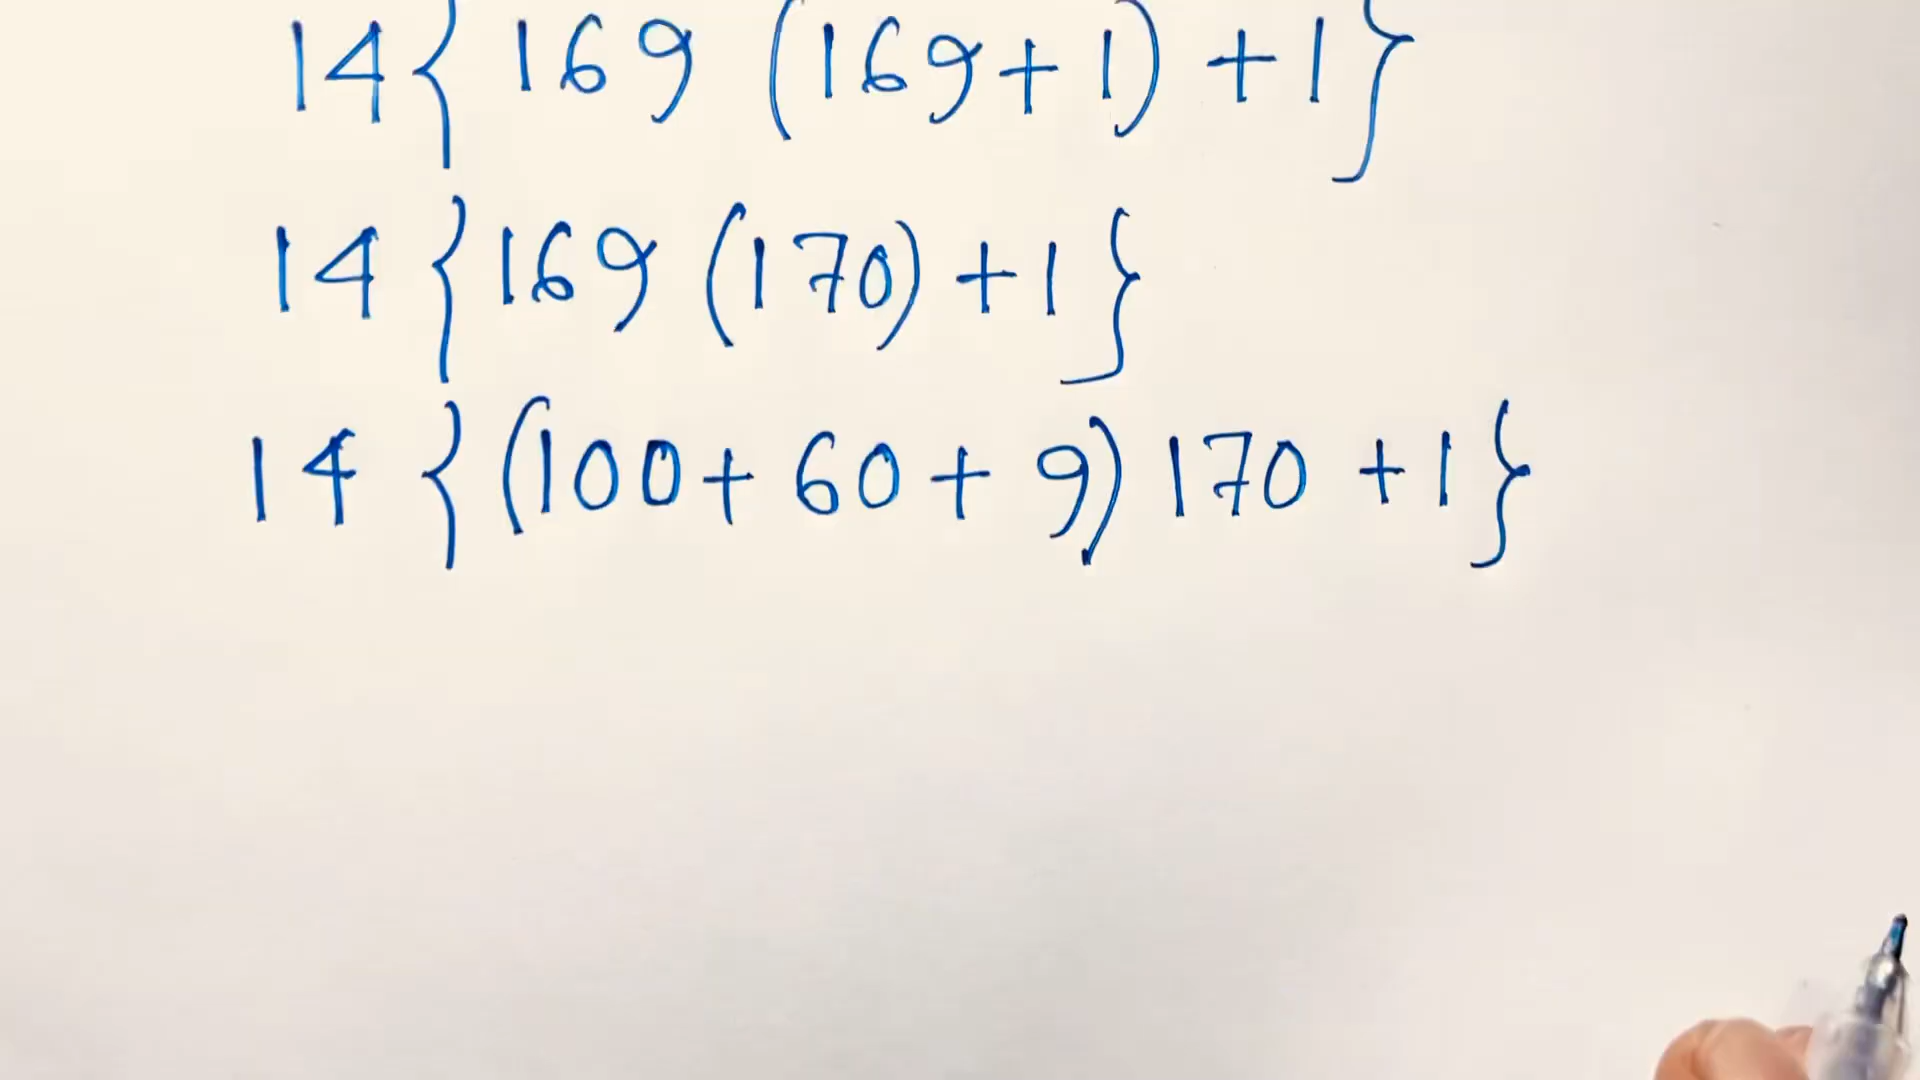 14{169 (169+1) +1}
14{169 (170) +1}
14{(100+60+9) 170 +1}